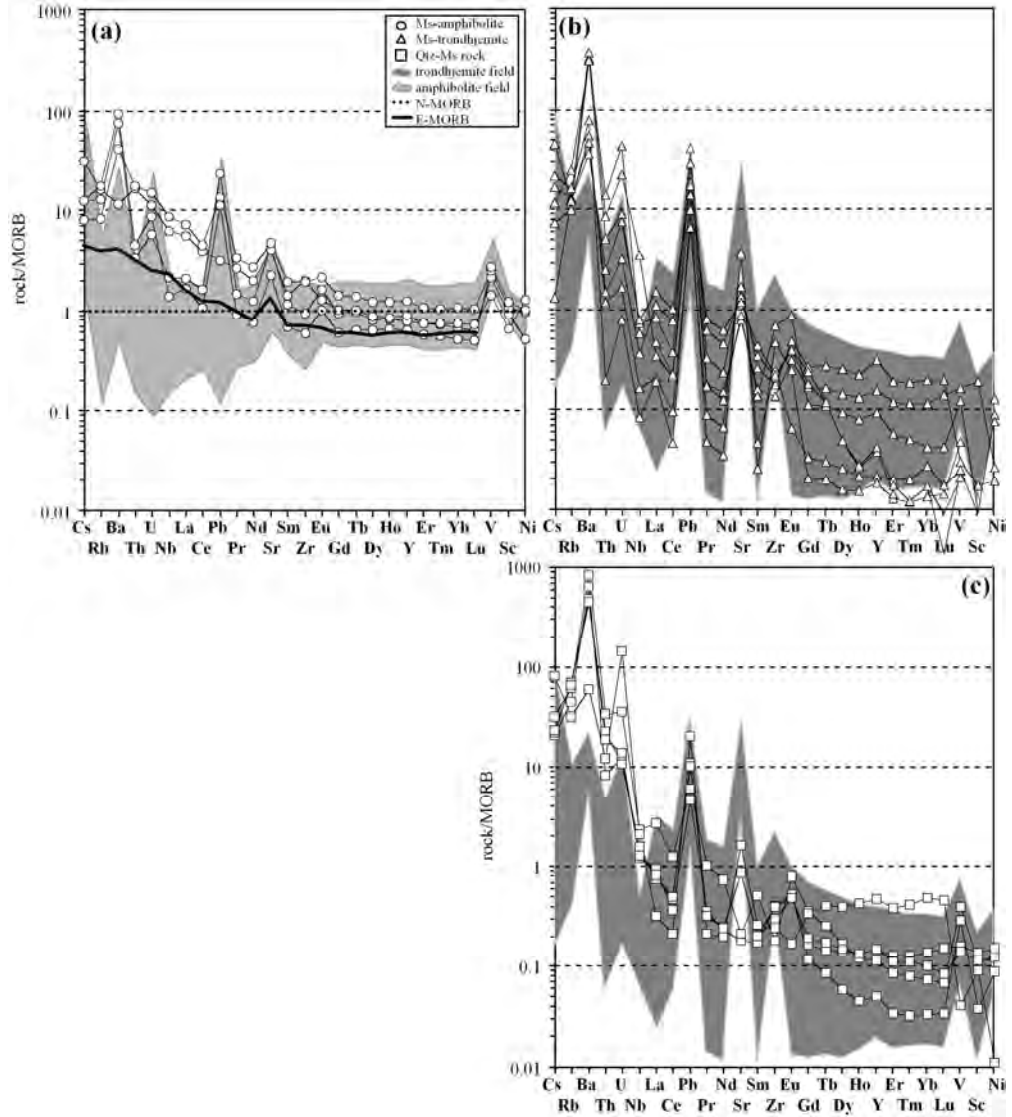 1000
(a)
Ms-amphibolite
Ms-trondhjemite
Qtz-Ms rock
trondhjemite field
amphibolite field
N-MORB
E-MORB
100
10
1
0.1
0.01
rock/MORB
Cs Ba U La Pb Nd Sm Eu Tb Ho Er Yb V Ni
Rb Th Nb Ce Pr Sr Zr Gd Dy Y Tm Lu Sc
(b)
Cs Ba U La Pb Nd Sm Eu Tb Ho Er Yb V Ni
Rb Th Nb Ce Pr Sr Zr Gd Dy Y Tm Lu Sc
1000
(c)
100
10
1
0.1
0.01
rock/MORB
Cs Ba U La Pb Nd Sm Eu Tb Ho Er Yb V Ni
Rb Th Nb Ce Pr Sr Zr Gd Dy Y Tm Lu Sc